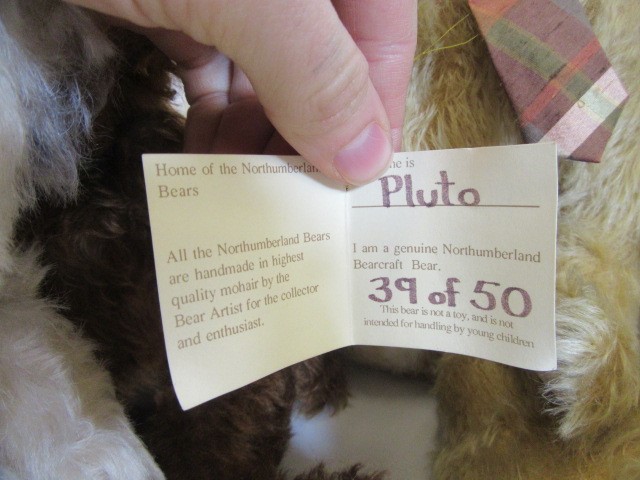 Home of the Northumberland
Bears
All the Northumberland Bears
are handmade in highest
quality mohair by the
Bear Artist for the collector
and enthusiast.
is
Pluto
I am a genuine Northumberland
Bearcraft Bear,
39 of 50
This bear is not a toy, and is not
intended for handling by young children